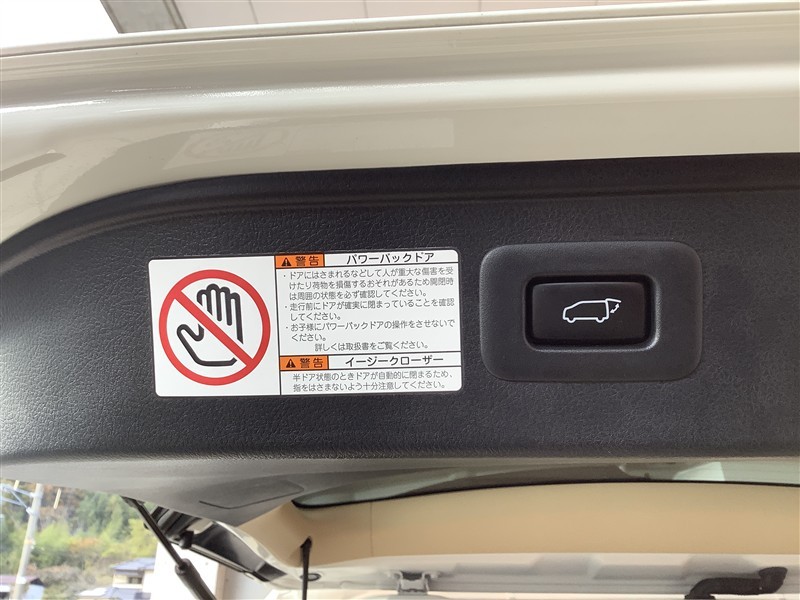 警告 パワーバックドア
・ドアにはさまれるなどして人が重大な傷害を受
けたり荷物を損傷するおそれがあるため開閉時
は周囲の状態を必ず確認してください。
・走行前にドアが確実に閉まっていることを確認
してください。
・お子様にパワーバックドアの操作をさせないで
ください。
詳しくは取扱書をご覧ください。
警告 イージークローザー
半ドア状態のときドアが自動的に閉まるため、
指をはさまないよう十分注意してください。